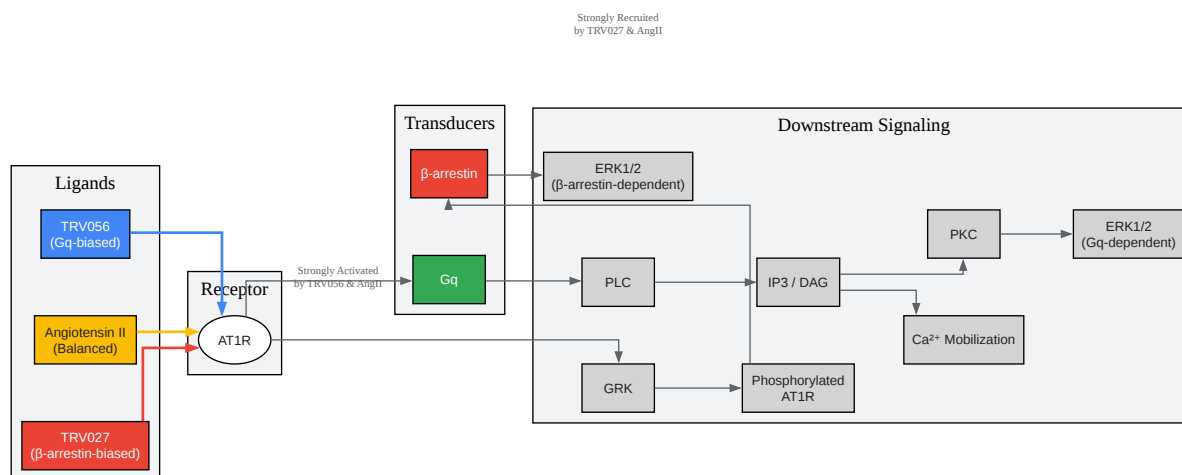 Strongly Recruited
by TRV027 & AngII
Ligands
TRV056
(Gq-biased)
Angiotensin II
(Balanced)
TRV027
(β-arrestin-biased)
Receptor
AT1R
Strongly Activated
by TRV056 & AngII
Transducers
β-arrestin
Gq
Downstream Signaling
ERK1/2
(β-arrestin-dependent)
PLC
IP3 / DAG
PKC
ERK1/2
(Gq-dependent)
Ca²⁺ Mobilization
GRK
Phosphorylated
AT1R